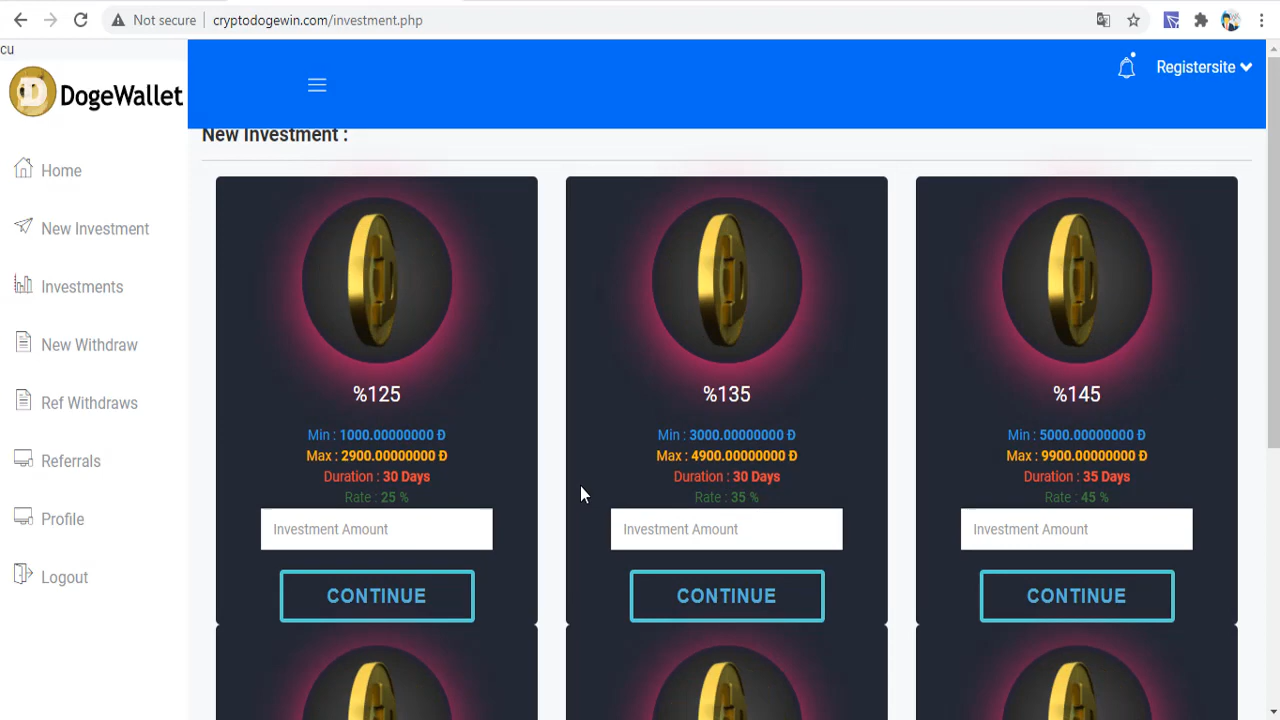 Not secure
cryptodogewin.com/investment.php
cu
DogeWallet
Registersite
Home
New Investment
Investments
New Withdraw
Ref Withdraws
Referrals
Profile
Logout
New Investment :
%125
Min : 1000.00000000 Đ
Max : 2900.00000000 Đ
Duration : 30 Days
Rate : 25 %
Investment Amount
CONTINUE
%135
Min : 3000.00000000 Đ
Max : 4900.00000000 Đ
Duration : 30 Days
Rate : 35 %
Investment Amount
CONTINUE
%145
Min : 5000.00000000 Đ
Max : 9900.00000000 Đ
Duration : 35 Days
Rate : 45 %
Investment Amount
CONTINUE